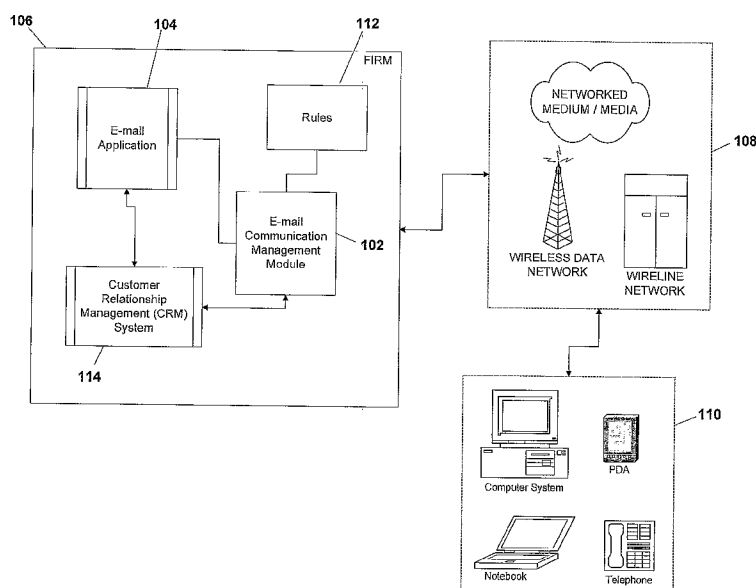 106
104
112
FIRM
E-mail
Application
Rules
E-mail
Communication
Management
Module
102
Customer
Relationship
Management (CRM)
System
114
NETWORKED
MEDIUM / MEDIA
108
WIRELESS DATA
NETWORK
WIRELINE
NETWORK
110
Computer System
PDA
Notebook
Telephone